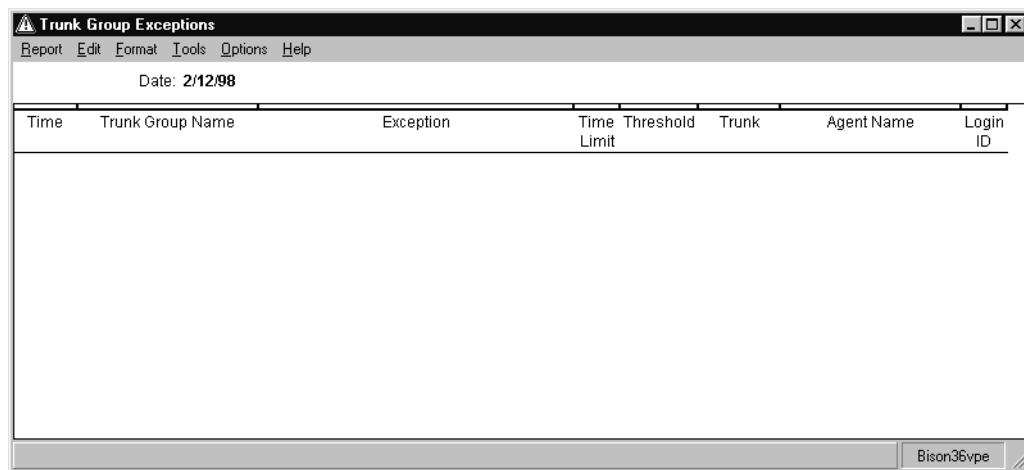 Trunk Group Exceptions
Report Edit Format Tools Options Help
Date: 2/12/98
Time Trunk Group Name Exception Time Limit Threshold Trunk Agent Name Login ID
Bison36vpe